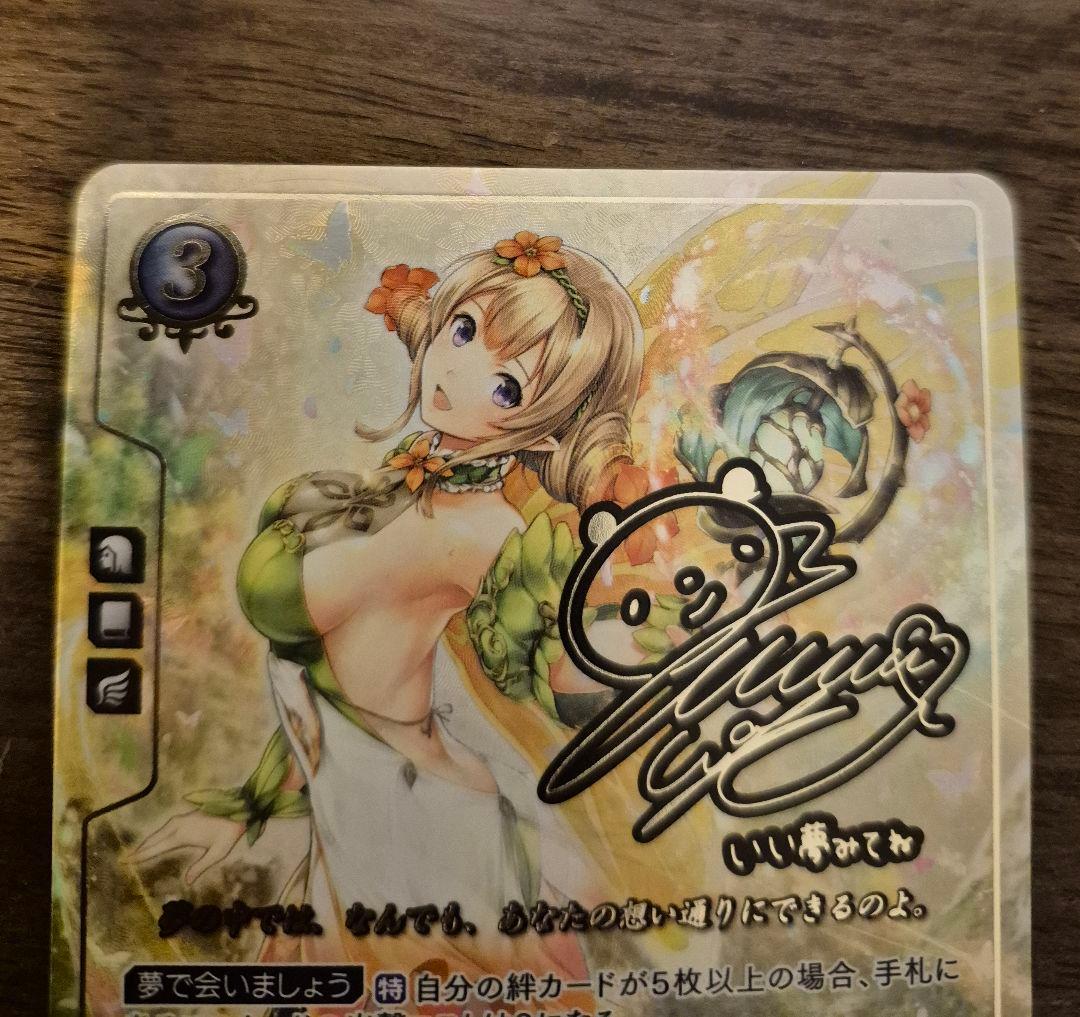 3
いい夢みてね
夢の中では、なんでも、あなたの想い通りにできるのよ。
夢で会いましょう 特 自分の絆カードが5枚以上の場合、手札に